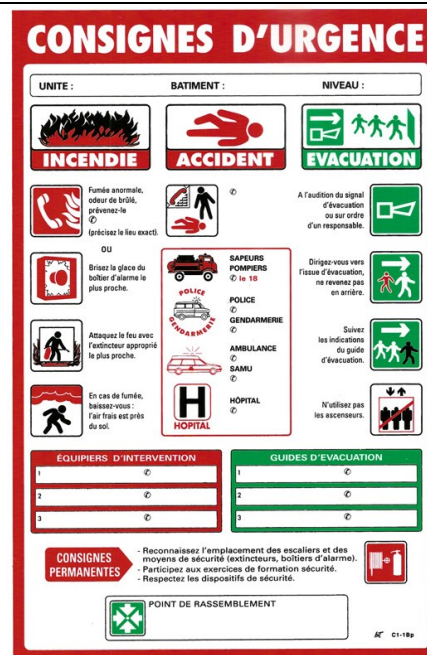 CONSIGNES D'URGENCE
UNITE : BATIMENT : NIVEAU :
INCENDIE
Fumée anormale,
odeur de brûlé,
prévenez-le
✆
(précisez le lieu exact).
OU
Brisez la glace du
boîtier d'alarme le
plus proche.
Attaquez le feu avec
l'extincteur approprié
le plus proche.
En cas de fumée,
baissez-vous :
l'air frais est près
du sol.
ACCIDENT
✆
SAPEURS
POMPIERS
✆ le 18
POLICE
GENDARMERIE
POLICE
✆
GENDARMERIE
✆
AMBULANCE
✆
SAMU
✆
H
HOPITAL
HÔPITAL
✆
EVACUATION
A l'audition du signal
d'évacuation
ou sur ordre
d'un responsable.
Dirigez-vous vers
l'issue d'évacuation,
ne revenez pas
en arrière.
Suivez
les indications
du guide
d'évacuation.
N'utilisez pas
les ascenseurs.
ÉQUIPIERS D'INTERVENTION
1 ✆
2 ✆
3 ✆
GUIDES D'EVACUATION
1 ✆
2 ✆
3 ✆
CONSIGNES
PERMANENTES
- Reconnaissez l'emplacement des escaliers et des
moyens de sécurité (extincteurs, boîtiers d'alarme).
- Participez aux exercices de formation sécurité.
- Respectez les dispositifs de sécurité.
POINT DE RASSEMBLEMENT
C1-1Bp